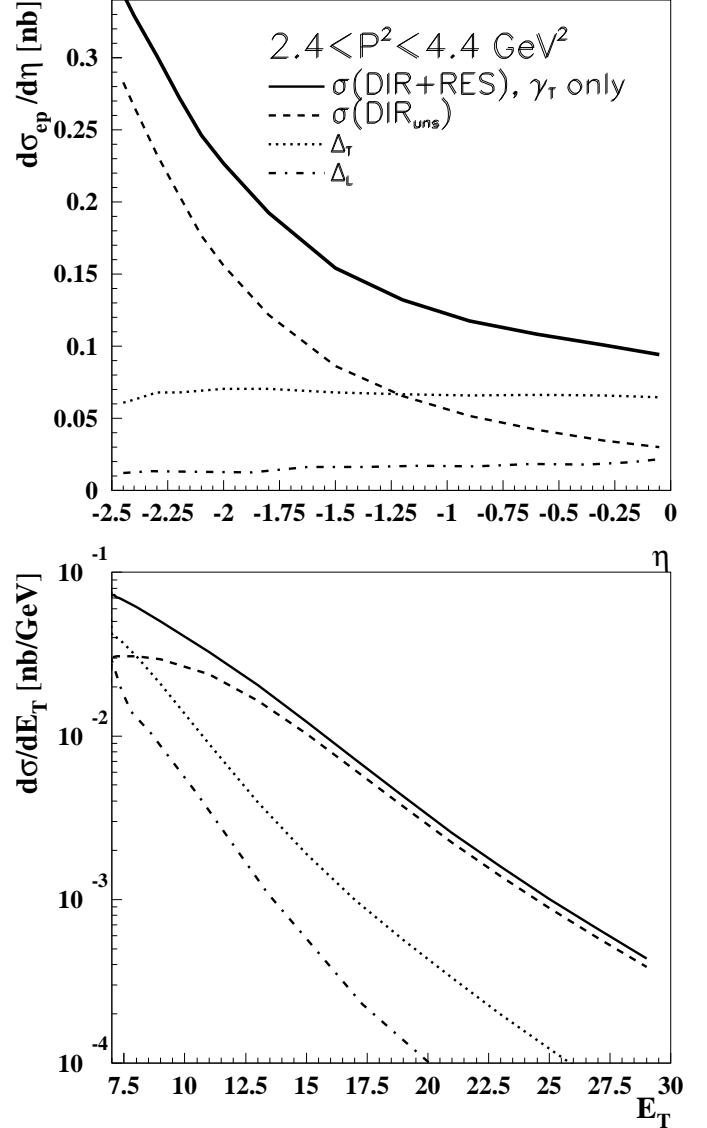 2.4<P²<4.4 GeV²
σ(DIR+RES), γ_T only
σ(DIR_uns)
Δ_T
Δ_L
dσ_ep/dη [nb]
0.3
0.25
0.2
0.15
0.1
0.05
0
-2.5 -2.25 -2 -1.75 -1.5 -1.25 -1 -0.75 -0.5 -0.25 0
η
dσ/dE_T [nb/GeV]
10⁻¹
10⁻²
10⁻³
10⁻⁴
7.5 10 12.5 15 17.5 20 22.5 25 27.5 30
E_T